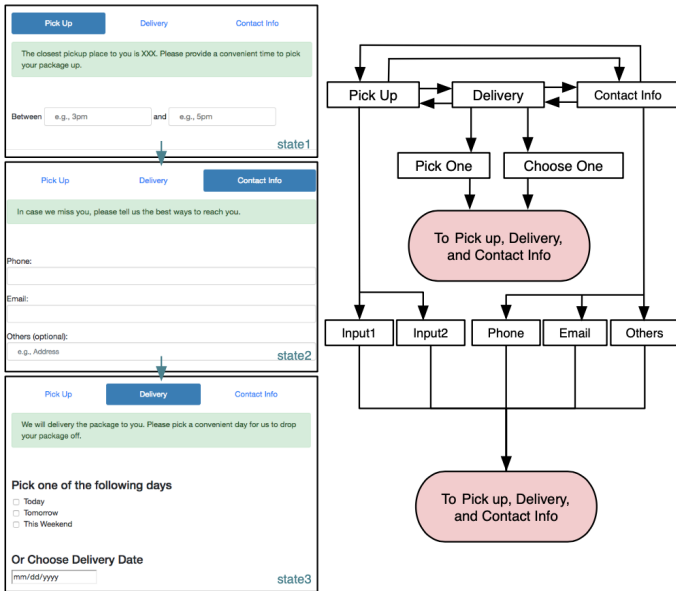 Pick Up Delivery Contact Info
The closest pickup place to you is XXX. Please provide a convenient time to pick
your package up.
Between e.g., 3pm and e.g., 5pm
state1
Pick Up Delivery Contact Info
In case we miss you, please tell us the best ways to reach you.
Phone:
Email:
Others (optional):
e.g., Address
state2
Pick Up Delivery Contact Info
We will delivery the package to you. Please pick a convenient day for us to drop
your package off.
Pick one of the following days
Today
Tomorrow
This Weekend
Or Choose Delivery Date
mm/dd/yyyy
state3
Pick Up Delivery Contact Info
Pick One Choose One
To Pick up, Delivery,
and Contact Info
Input1 Input2 Phone Email Others
To Pick up, Delivery,
and Contact Info